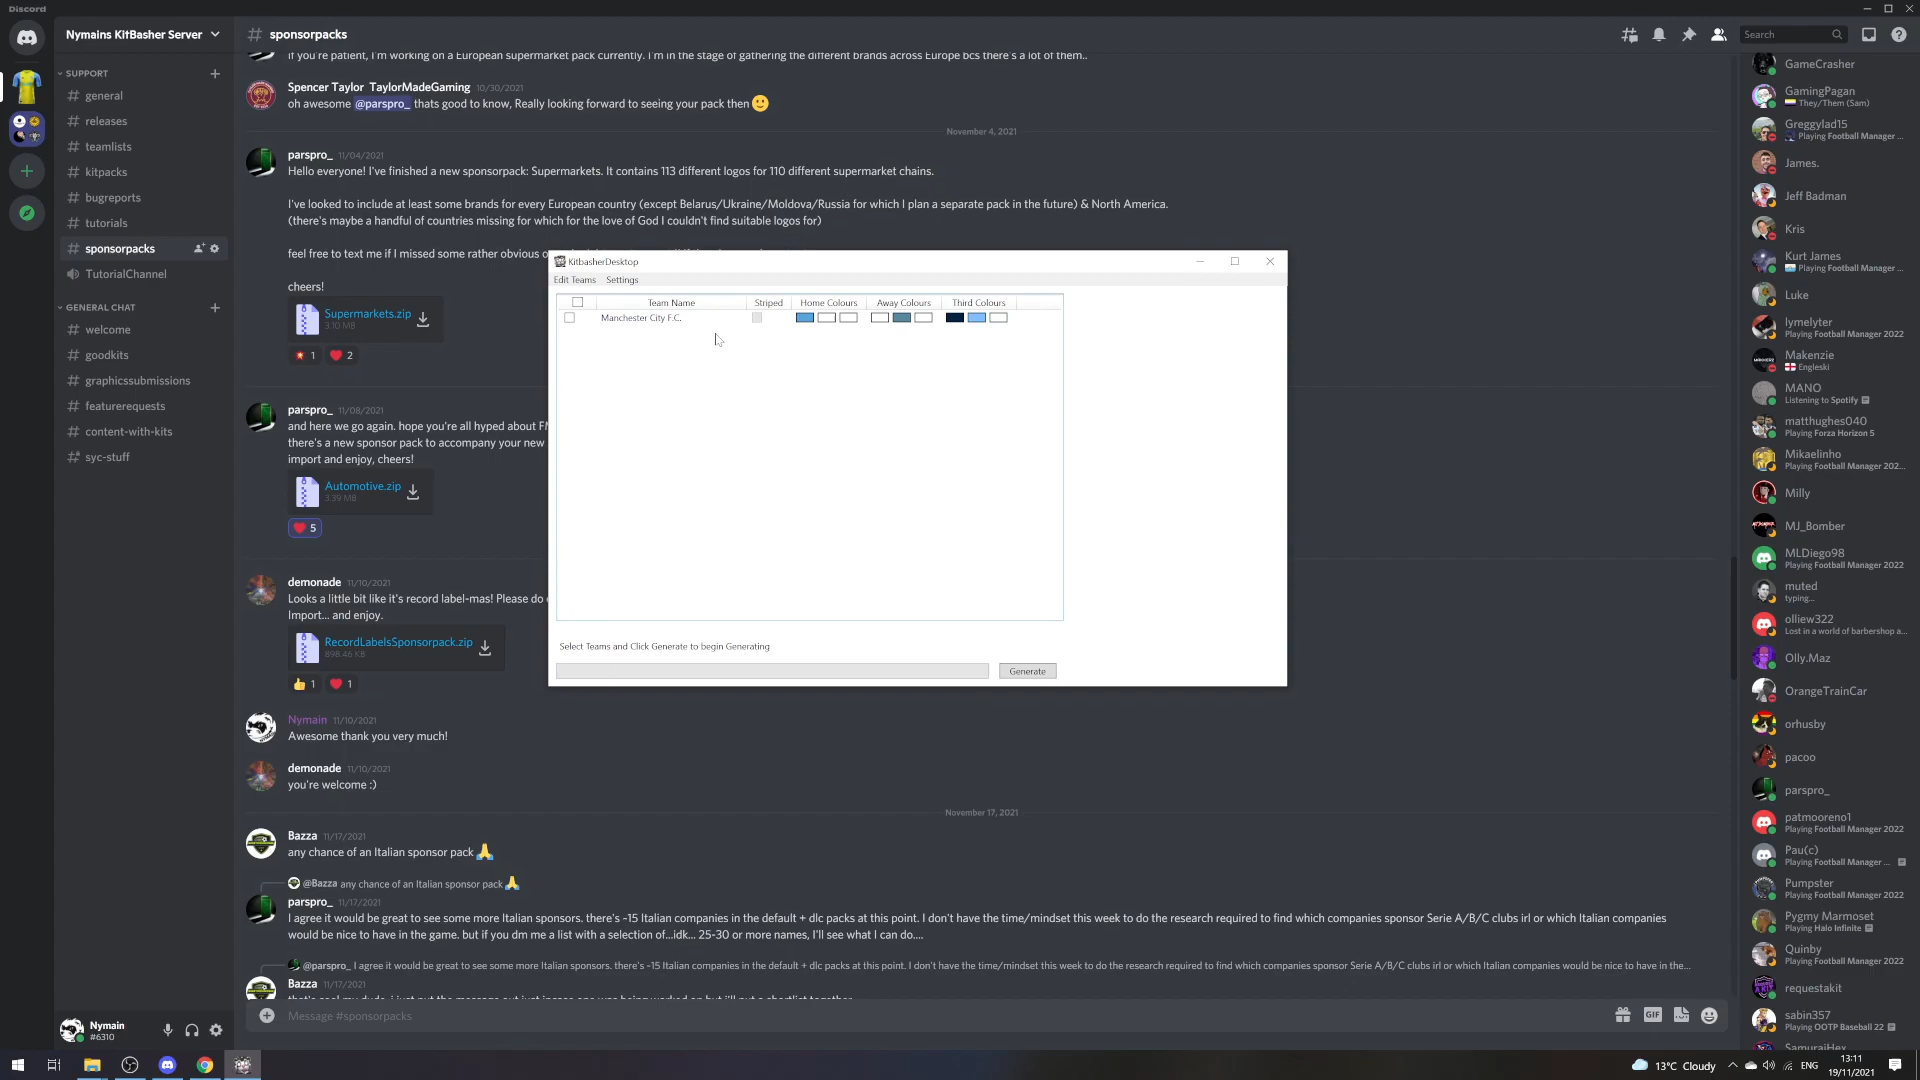 Discord
Nymains KitBasher Server
SUPPORT
general
releases
teamlists
kitpacks
bugreports
tutorials
sponsorpacks
TutorialChannel
GENERAL CHAT
welcome
goodkits
graphicssubmissions
featurerequests
content-with-kits
syc-stuff
Nymain
#6310
sponsorpacks
Search
if you're patient, I'm working on a European supermarket pack currently. I'm in the stage of gathering the different brands across Europe bcs there's a lot of them..
Spencer Taylor TaylorMadeGaming 10/30/2021
oh awesome @parspro_ thats good to know, Really looking forward to seeing your pack then
November 4, 2021
parspro_ 11/04/2021
Hello everyone! I've finished a new sponsorpack: Supermarkets. It contains 113 different logos for 110 different supermarket chains.
I've looked to include at least some brands for every European country (except Belarus/Ukraine/Moldova/Russia for which I plan a separate pack in the future) & North America.
(there's maybe a handful of countries missing for which for the love of God I couldn't find suitable logos for)
feel free to text me if I missed some rather obvious o
cheers!
Supermarkets.zip
3.10 MB
1 2
parspro_ 11/08/2021
and here we go again. hope you're all hyped about F
there's a new sponsor pack to accompany your new
import and enjoy, cheers!
Automotive.zip
3.39 MB
5
demonade 11/10/2021
Looks a little bit like it's record label-mas! Please do
Import... and enjoy.
RecordLabelsSponsorpack.zip
898.46 KB
1 1
Nymain 11/10/2021
Awesome thank you very much!
demonade 11/10/2021
you're welcome :)
November 17, 2021
Bazza 11/17/2021
any chance of an Italian sponsor pack
@Bazza any chance of an Italian sponsor pack
parspro_ 11/17/2021
I agree it would be great to see some more Italian sponsors. there's ~15 Italian companies in the default + dlc packs at this point. I don't have the time/mindset this week to do the research required to find which companies sponsor Serie A/B/C clubs irl or which Italian companies
would be nice to have in the game. but if you dm me a list with a selection of...idk... 25-30 or more names, I'll see what I can do....
@parspro_ I agree it would be great to see some more Italian sponsors. there's ~15 Italian companies in the default + dlc packs at this point. I don't have the time/mindset this week to do the research required to find which companies sponsor Serie A/B/C clubs irl or which Italian companies would be nice to have in the...
Bazza 11/17/2021
Message #sponsorpacks
GIF
KitbasherDesktop
Edit Teams Settings
Team Name Striped Home Colours Away Colours Third Colours
Manchester City F.C.
Select Teams and Click Generate to begin Generating
Generate
GameCrasher
GamingPagan
They/Them (Sam)
Greggylad15
Playing Football Manager ...
James.
Jeff Badman
Kris
Kurt James
Playing Football Manager ...
Luke
lymelyter
Playing Football Manager 2022
Makenzie
Engleski
MANO
Listening to Spotify
matthughes040
Playing Forza Horizon 5
Mikaelinho
Playing Football Manager 202...
Milly
MJ_Bomber
MLDiego98
Playing Football Manager 2022
muted
typing...
olliew322
Lost in a world of barbershop a...
Olly.Maz
OrangeTrainCar
orhusby
pacoo
parspro_
patmooreno1
Playing Football Manager 2022
Pau(c)
Playing Football Manager ...
Pumpster
Playing Football Manager 2022
Pygmy Marmoset
Playing Halo Infinite
Quinby
Playing Football Manager 2022
requestakit
sabin357
Playing OOTP Baseball 22
SamuraiHex
13°C Cloudy
ENG
13:11
19/11/2021